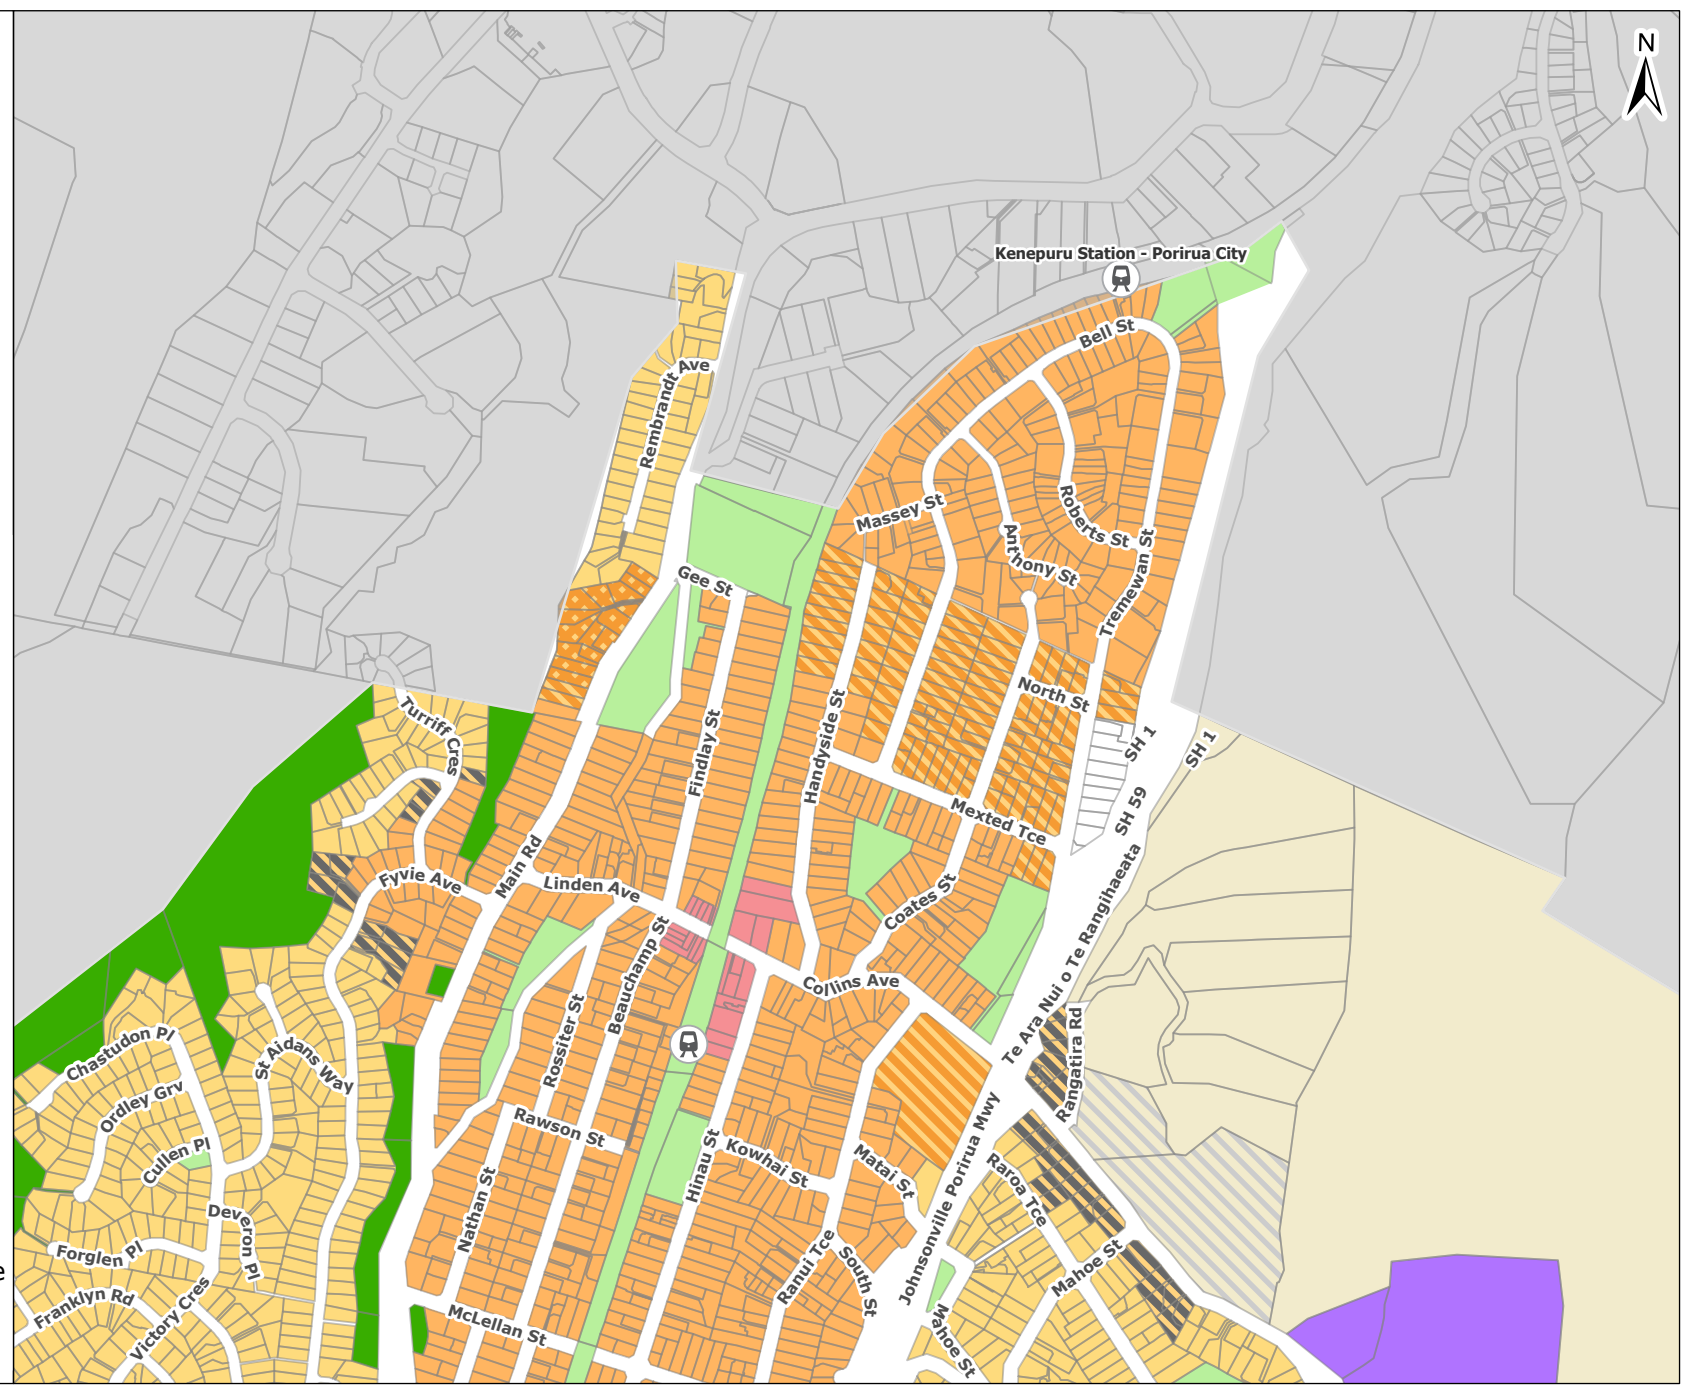 N
Kenepuru Station - Porirua City
Bell St
Rembrandt Ave
Massey St
Roberts St
Anthony St
Tremewan St
Gee St
North St
Turriff Cres
Findlay St
Handyside St
SH 1
SH 1
SH 59
Mexted Tce
Main Rd
Fyvie Ave
Linden Ave
Coates St
Beauchamp St
Collins Ave
Te Ara Nui o Te Rangihaeata
Rossiter St
Rangatira Rd
Chastudon Pl
St Aidans Way
Ordley Grv
Cullen Pl
Rawson St
Kowhai St
Hinau St
Matai St
Raroa Tce
Johnsonville Porirua Mwy
Nathan St
Deveron Pl
Forglen Pl
Mahoe St
Ranui Tce
South St
Franklyn Rd
Victory Cres
McLellan St
Mahoe St
e